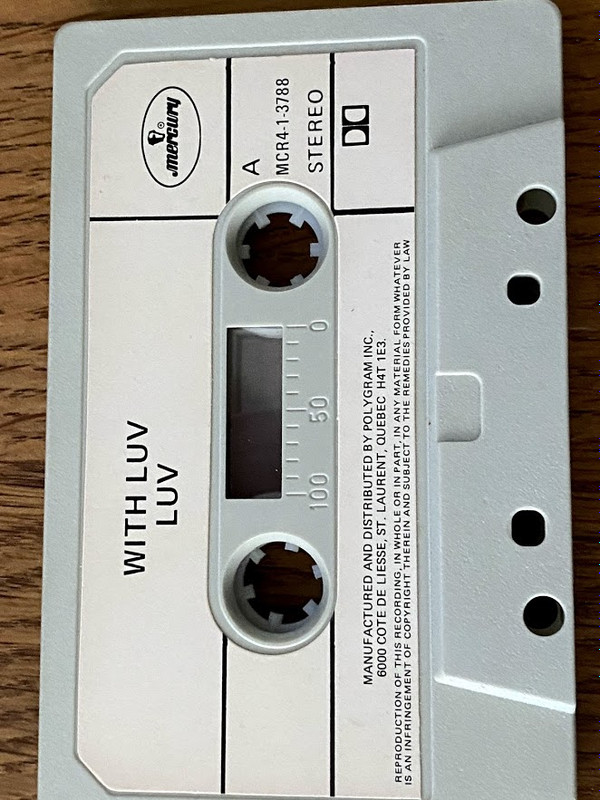 mercury
A
MCR4-1-3788
STEREO
WITH LUV
LUV
0
50
100
MANUFACTURED AND DISTRIBUTED BY POLYGRAM INC.,
6000 COTE DE LIESSE, ST. LAURENT, QUEBEC H4T 1E3.
REPRODUCTION OF THIS RECORDING, IN WHOLE OR IN PART, IN ANY MATERIAL FORM WHATEVER
IS AN INFRINGEMENT OF COPYRIGHT THEREIN AND SUBJECT TO THE REMEDIES PROVIDED BY LAW